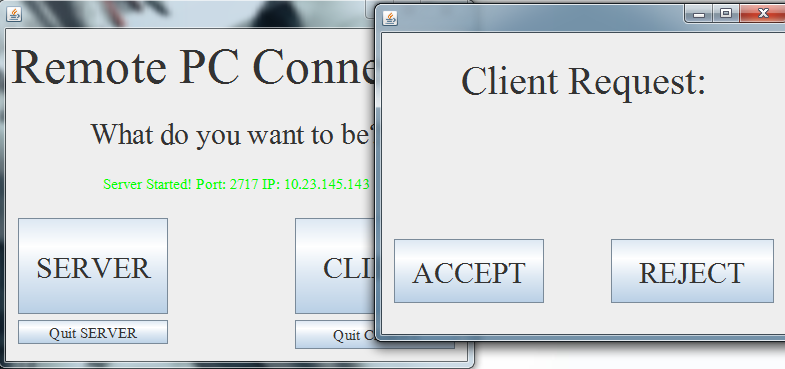 Remote PC Conne
What do you want to be?
Server Started! Port: 2717 IP: 10.23.145.143
SERVER
CLI
Quit SERVER
Quit C
Client Request:
ACCEPT
REJECT